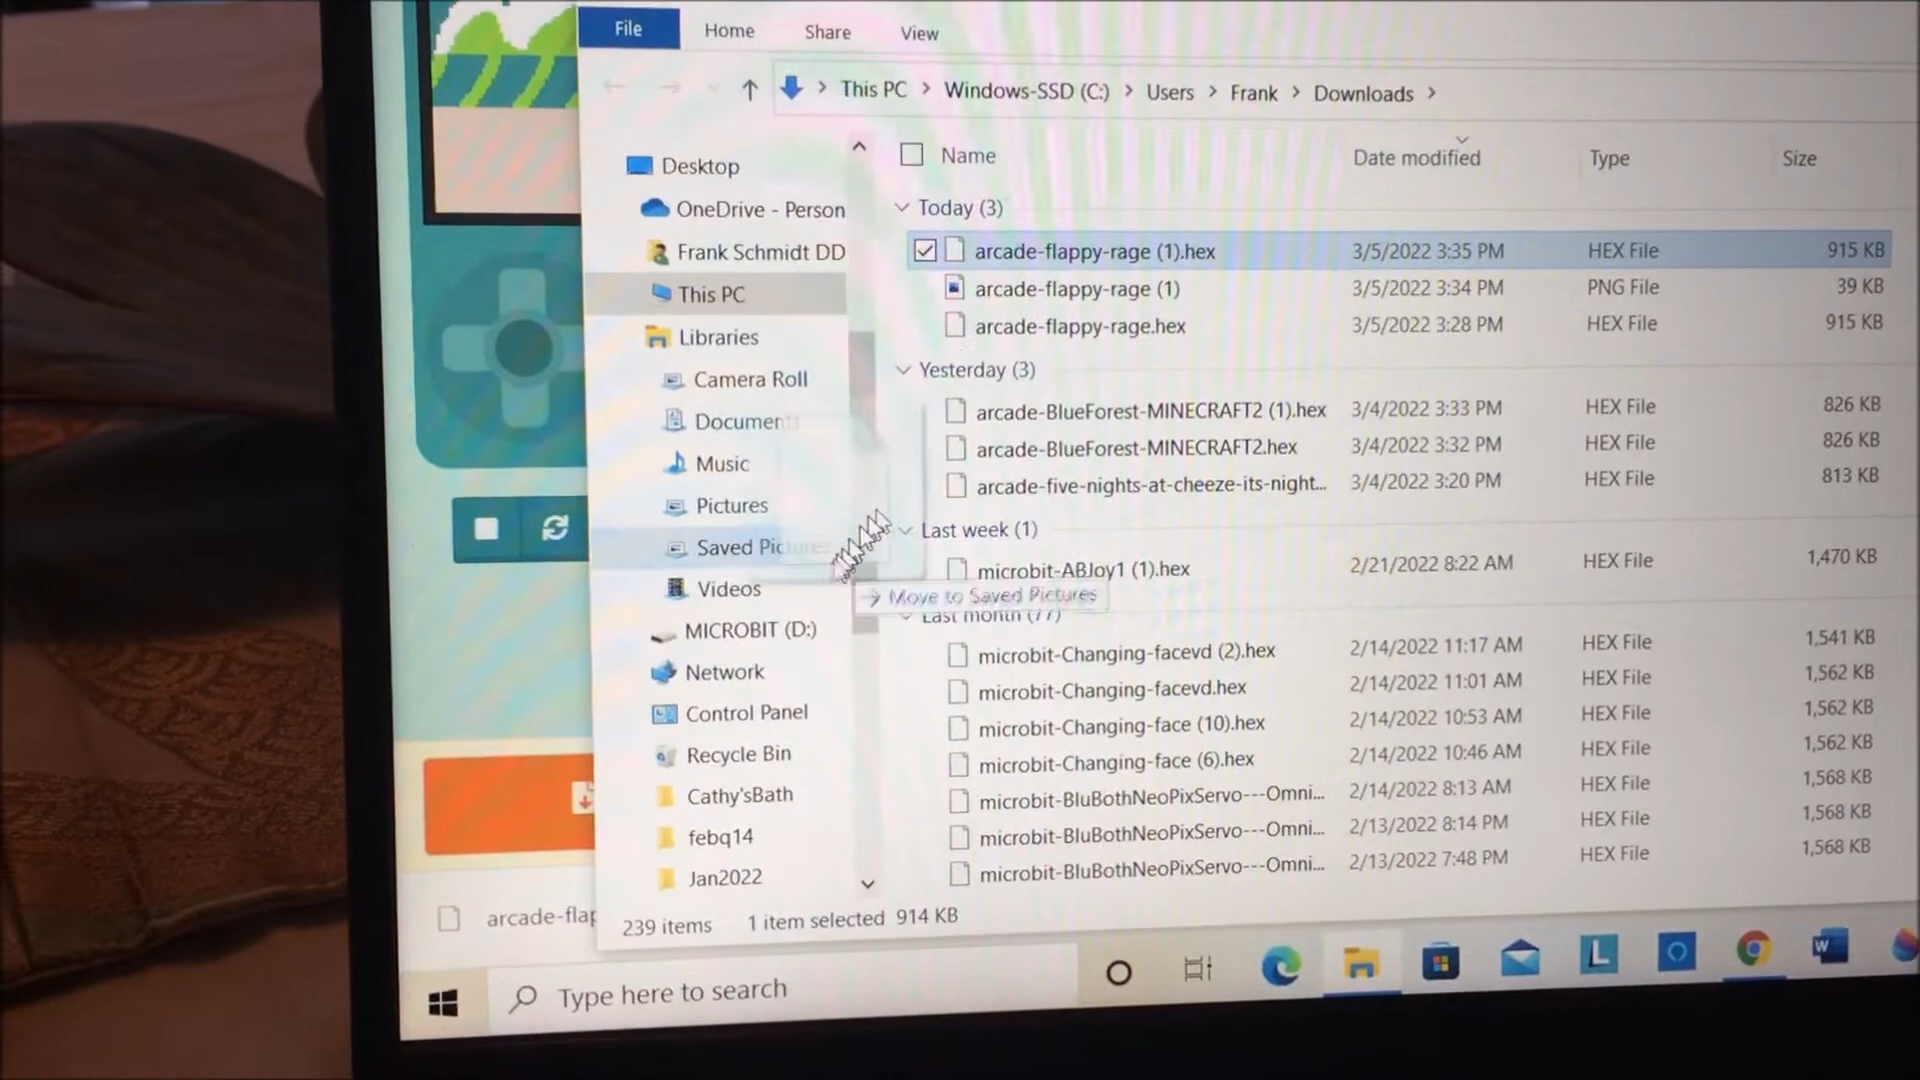 File Home Share View
This PC > Windows-SSD (C:) > Users > Frank > Downloads >
Name Date modified Type Size
Desktop
OneDrive - Person
Frank Schmidt DD
This PC
Libraries
Camera Roll
Document
Music
Pictures
Saved Pictures
Videos
MICROBIT (D:)
Network
Control Panel
Recycle Bin
Cathy'sBath
febq14
Jan2022
Today (3)
arcade-flappy-rage (1).hex 3/5/2022 3:35 PM HEX File 915 KB
arcade-flappy-rage (1) 3/5/2022 3:34 PM PNG File 39 KB
arcade-flappy-rage.hex 3/5/2022 3:28 PM HEX File 915 KB
Yesterday (3)
arcade-BlueForest-MINECRAFT2 (1).hex 3/4/2022 3:33 PM HEX File 826 KB
arcade-BlueForest-MINECRAFT2.hex 3/4/2022 3:32 PM HEX File 826 KB
arcade-five-nights-at-cheeze-its-night... 3/4/2022 3:20 PM HEX File 813 KB
Last week (1)
microbit-ABJoy1 (1).hex 2/21/2022 8:22 AM HEX File 1,470 KB
Move to Saved Pictures
Last month (77)
microbit-Changing-facevd (2).hex 2/14/2022 11:17 AM HEX File 1,541 KB
microbit-Changing-facevd.hex 2/14/2022 11:01 AM HEX File 1,562 KB
microbit-Changing-face (10).hex 2/14/2022 10:53 AM HEX File 1,562 KB
microbit-Changing-face (6).hex 2/14/2022 10:46 AM HEX File 1,562 KB
microbit-BluBothNeoPixServo---Omni... 2/14/2022 8:13 AM HEX File 1,568 KB
microbit-BluBothNeoPixServo---Omni... 2/13/2022 8:14 PM HEX File 1,568 KB
microbit-BluBothNeoPixServo---Omni... 2/13/2022 7:48 PM HEX File 1,568 KB
239 items 1 item selected 914 KB
arcade-flap
Type here to search
L
W